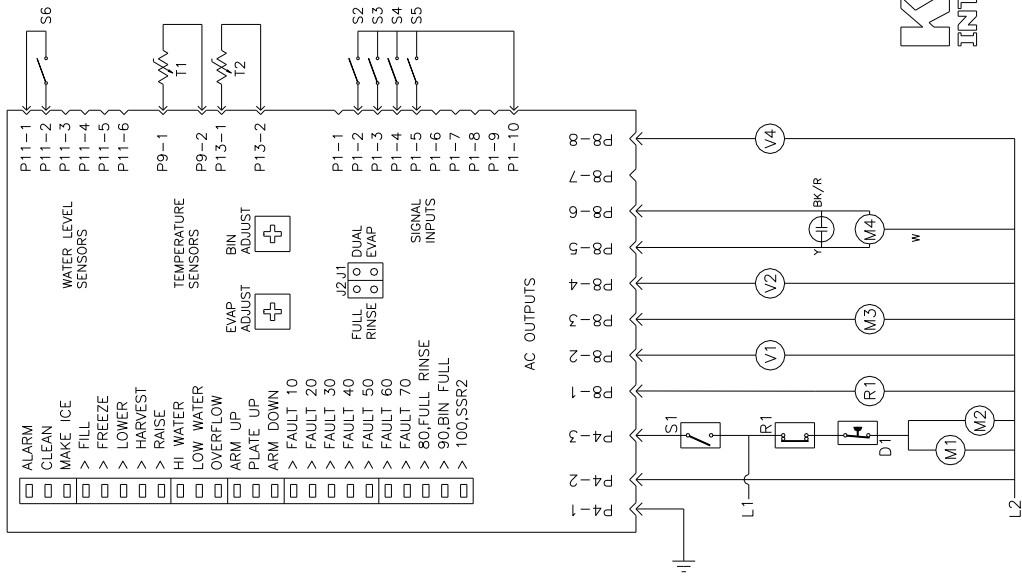 ALARM
CLEAN
MAKE ICE
> FILL
> FREEZE
> LOWER
> HARVEST
> RAISE
HI WATER
LOW WATER
OVERFLOW
ARM UP
PLATE UP
ARM DOWN
> FAULT 10
> FAULT 20
> FAULT 30
> FAULT 40
> FAULT 50
> FAULT 60
> FAULT 70
> 80,FULL RINSE
> 90,BIN FULL
> 100,SSR2
WATER LEVEL
SENSORS
TEMPERATURE
SENSORS
EVAP
ADJUST
BIN
ADJUST
J2 J1
FULL
RINSE
DUAL
EVAP
SIGNAL
INPUTS
AC OUTPUTS
P11-1
P11-2
P11-3
P11-4
P11-5
P11-6
P9-1
P9-2
P13-1
P13-2
P1-1
P1-2
P1-3
P1-4
P1-5
P1-6
P1-7
P1-8
P1-9
P1-10
S6
T1
T2
S2
S3
S4
S5
P4-1
P4-2
P4-3
P8-1
P8-2
P8-3
P8-4
P8-5
P8-6
P8-7
P8-8
S1
L1
R1
D1
M1
M2
R1
V1
M3
V2
Y
BK/R
M4
W
V4
L2